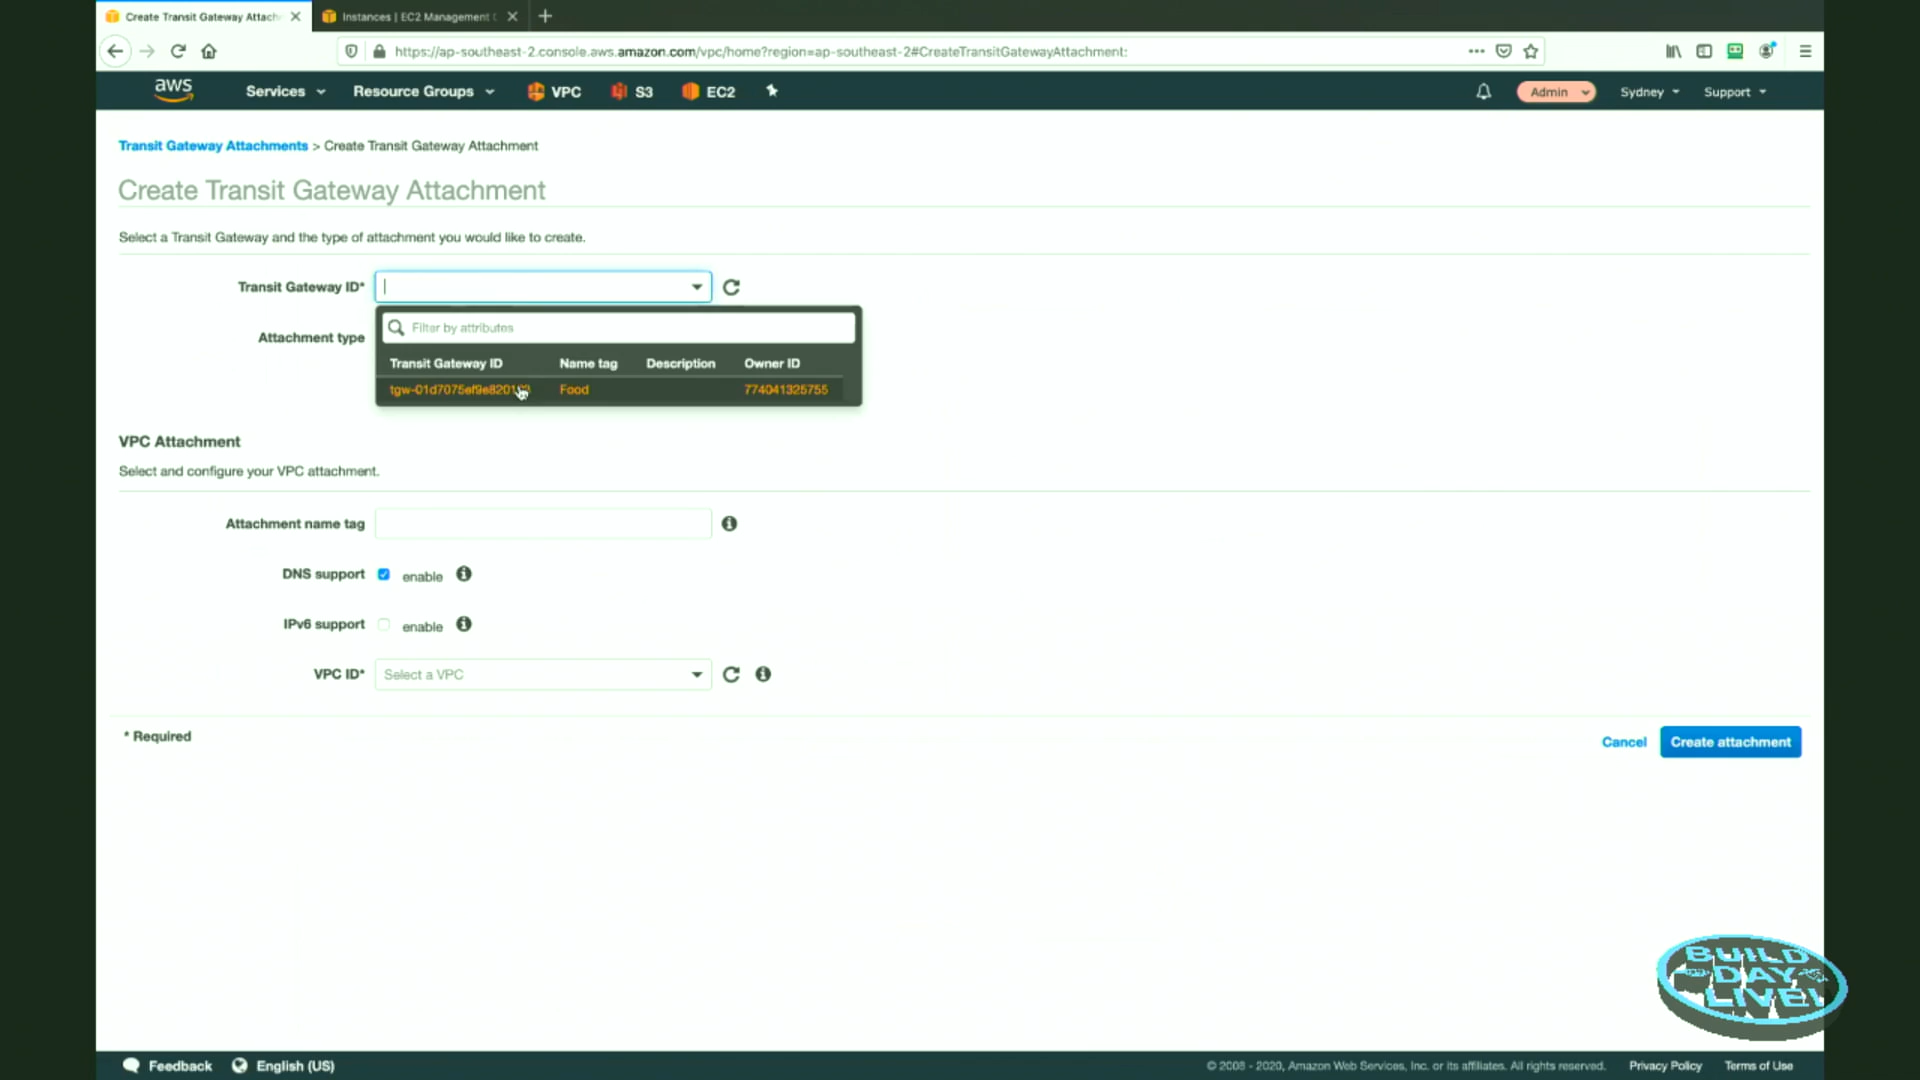 Create Transit Gateway Attach
Instances | EC2 Management
https://ap-southeast-2.console.aws.amazon.com/vpc/home?region=ap-southeast-2#CreateTransitGatewayAttachment:
aws
Services
Resource Groups
VPC
S3
EC2
Admin
Sydney
Support
Transit Gateway Attachments > Create Transit Gateway Attachment
Create Transit Gateway Attachment
Select a Transit Gateway and the type of attachment you would like to create.
Transit Gateway ID*
Filter by attributes
Attachment type
Transit Gateway ID Name tag Description Owner ID
Food 774041325755
VPC Attachment
Select and configure your VPC attachment.
Attachment name tag
DNS support enable
IPv6 support enable
VPC ID* Select a VPC
* Required
Cancel
Create attachment
BUILD
DAY
LIVE!
Feedback
English (US)
© 2008 - 2020, Amazon Web Services, Inc. or its affiliates. All rights reserved.
Privacy Policy
Terms of Use